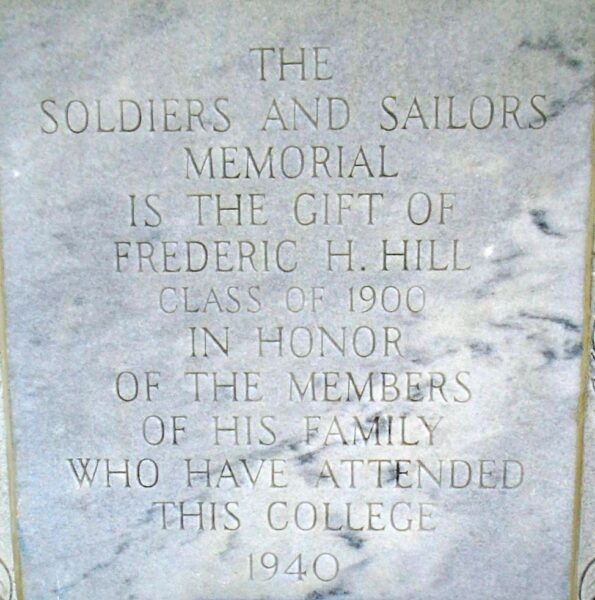 THE
SOLDIERS AND SAILORS
MEMORIAL
IS THE GIFT OF
FREDERIC H. HILL
CLASS OF 1900
IN HONOR
OF THE MEMBERS
OF HIS FAMILY
WHO HAVE ATTENDED
THIS COLLEGE
1940